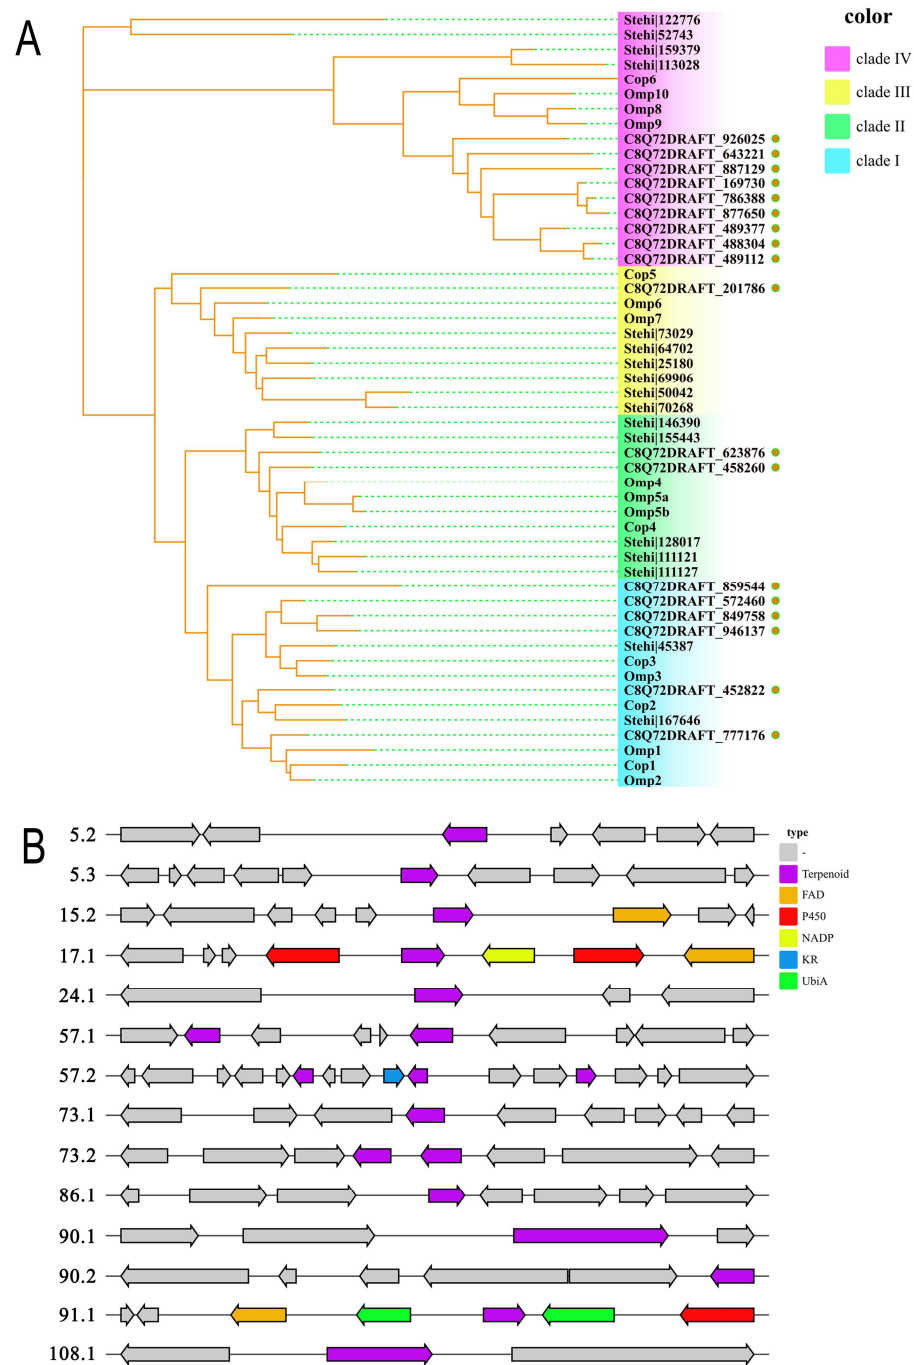 A
Stehi|122776
Stehi|52743
Stehi|159379
Stehi|113028
Cop6
Omp10
Omp8
Omp9
C8Q72DRAFT_926025
C8Q72DRAFT_643221
C8Q72DRAFT_887129
C8Q72DRAFT_169730
C8Q72DRAFT_786388
C8Q72DRAFT_877650
C8Q72DRAFT_489377
C8Q72DRAFT_488304
C8Q72DRAFT_489112
Cop5
C8Q72DRAFT_201786
Omp6
Omp7
Stehi|73029
Stehi|64702
Stehi|25180
Stehi|69906
Stehi|50042
Stehi|70268
Stehi|146390
Stehi|155443
C8Q72DRAFT_623876
C8Q72DRAFT_458260
Omp4
Omp5a
Omp5b
Cop4
Stehi|128017
Stehi|111121
Stehi|111127
C8Q72DRAFT_859544
C8Q72DRAFT_572460
C8Q72DRAFT_849758
C8Q72DRAFT_946137
Stehi|45387
Cop3
Omp3
C8Q72DRAFT_452822
Cop2
Stehi|167646
C8Q72DRAFT_777176
Omp1
Cop1
Omp2
color
clade IV
clade III
clade II
clade I
B
5.2
5.3
15.2
17.1
24.1
57.1
57.2
73.1
73.2
86.1
90.1
90.2
91.1
108.1
type
-
Terpenoid
FAD
P450
NADP
KR
UbiA